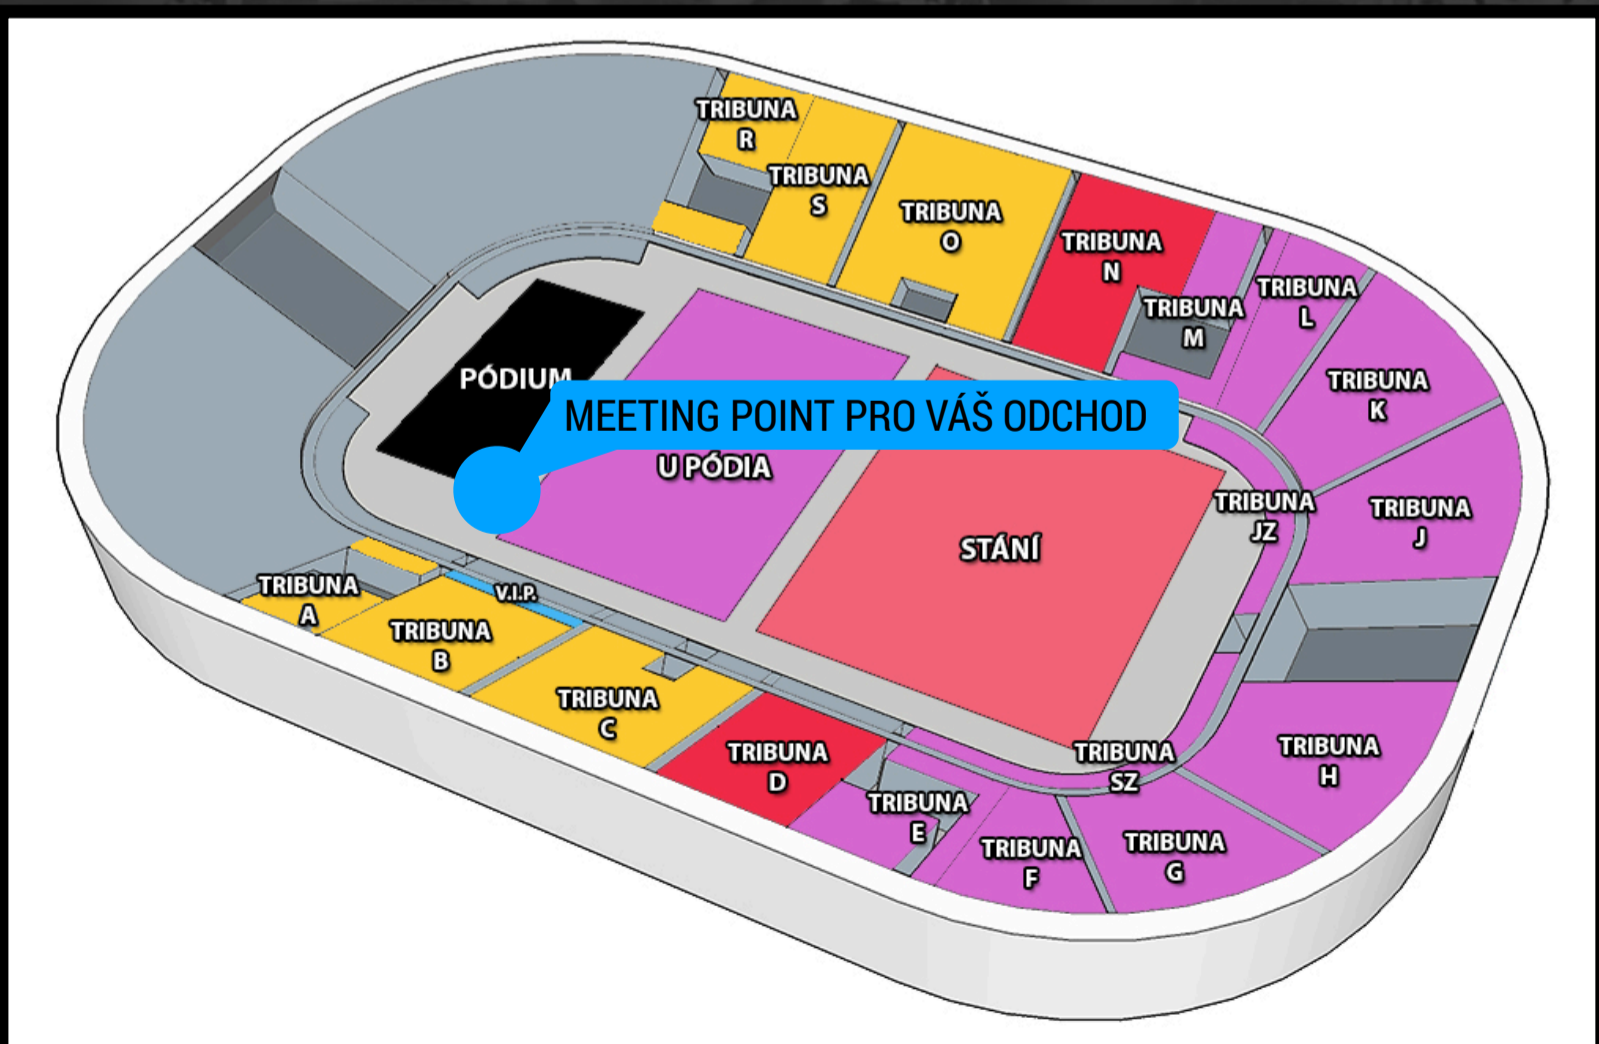 TRIBUNA
R
TRIBUNA
S
TRIBUNA
O
TRIBUNA
N
TRIBUNA
M
TRIBUNA
L
TRIBUNA
K
PÓDIUM
MEETING POINT PRO VÁŠ ODCHOD
U PÓDIA
TRIBUNA
JZ
TRIBUNA
J
STÁNÍ
TRIBUNA
A
V.I.P.
TRIBUNA
B
TRIBUNA
C
TRIBUNA
D
TRIBUNA
SZ
TRIBUNA
H
TRIBUNA
E
TRIBUNA
F
TRIBUNA
G